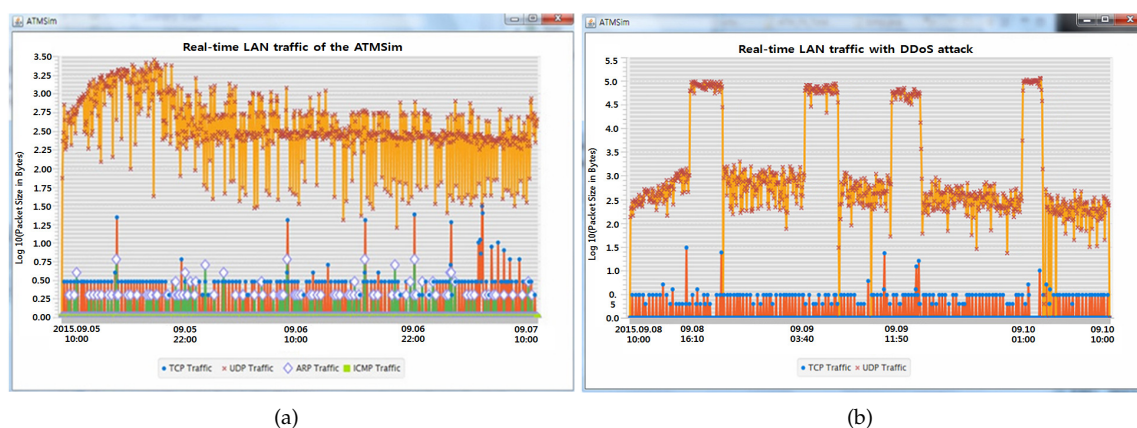 ATMSim
Real-time LAN traffic of the ATMSim
Log 10(Packet Size in Bytes)
3.50
3.25
3.00
2.75
2.50
2.25
2.00
1.75
1.50
1.25
1.00
0.75
0.50
0.25
0.00
2015.09.05 09.05 09.06 09.06 09.07
10:00 22:00 10:00 22:00 10:00
TCP Traffic UDP Traffic ARP Traffic ICMP Traffic
(a)
ATMSim
Real-time LAN traffic with DDoS attack
Log 10(Packet Size in Bytes)
5.5
5.0
4.5
4.0
3.5
3.0
2.5
2.0
1.5
1.0
0.
5
0.0
2015.09.08 09.08 09.09 09.09 09.10 09.10
10:00 16:10 03:40 11:50 01:00 10:00
TCP Traffic UDP Traffic
(b)